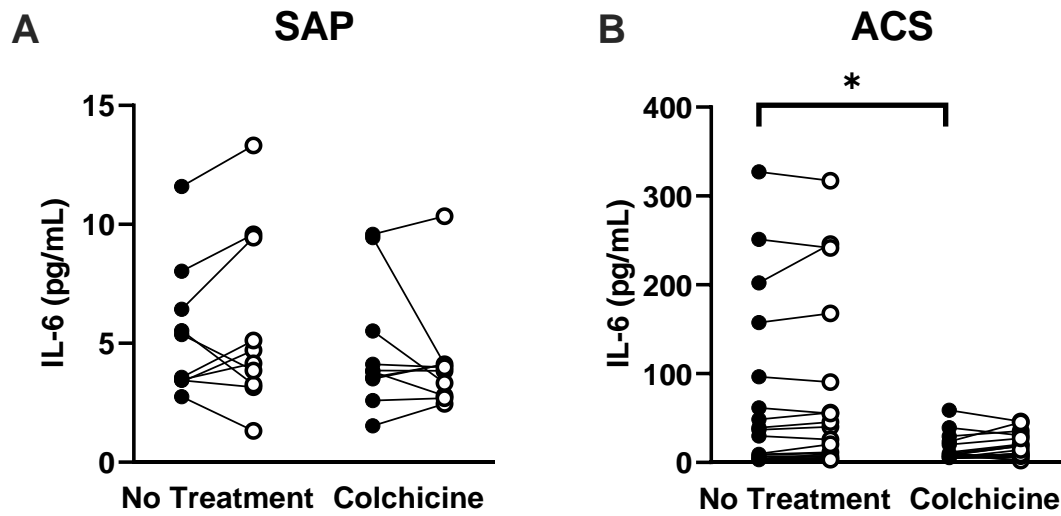 A
SAP
IL-6 (pg/mL)
15
10
5
0
No Treatment
Colchicine
B
ACS
*
IL-6 (pg/mL)
400
300
200
100
0
No Treatment
Colchicine